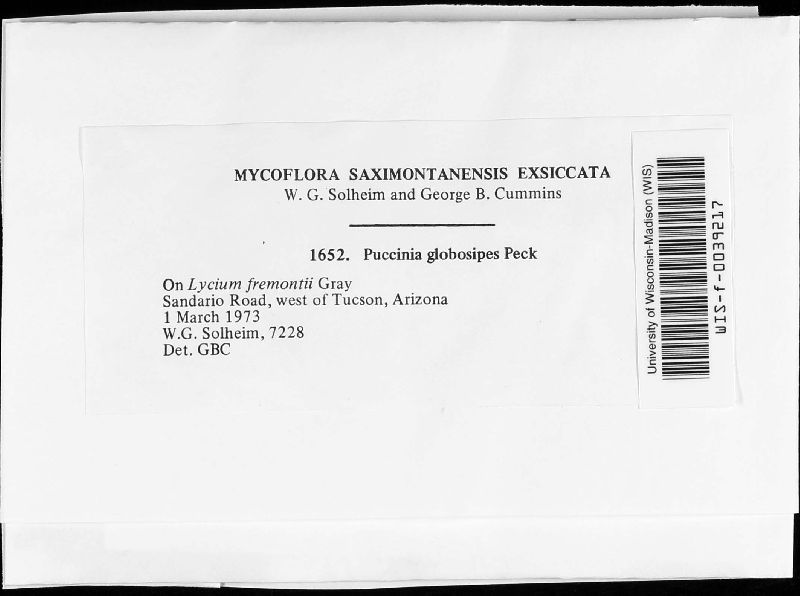 MYCOFLORA SAXIMONTANENSIS EXSICCATA
W. G. Solheim and George B. Cummins
1652. Puccinia globosipes Peck
On Lycium fremontii Gray
Sandario Road, west of Tucson, Arizona
1 March 1973
W.G. Solheim, 7228
Det. GBC
University of Wisconsin-Madison (WIS)
WIS-f-0039217